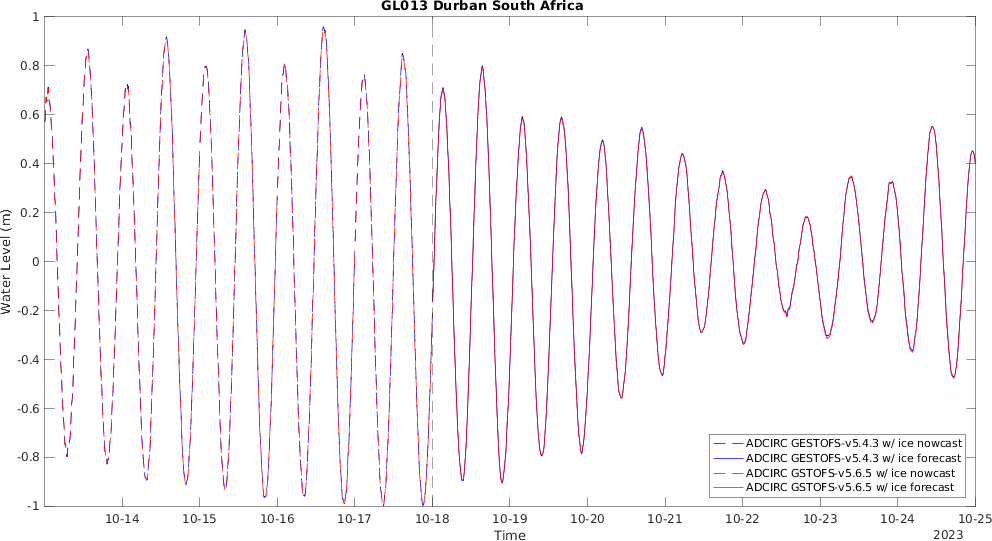 GL013 Durban South Africa
1
0.8
0.6
0.4
0.2
0
-0.2
-0.4
-0.6
-0.8
-1
Water Level (m)
ADCIRC GESTOFS-v5.4.3 w/ ice nowcast
ADCIRC GESTOFS-v5.4.3 w/ ice forecast
ADCIRC GSTOFS-v5.6.5 w/ ice nowcast
ADCIRC GSTOFS-v5.6.5 w/ ice forecast
10-14 10-15 10-16 10-17 10-18 10-19 10-20 10-21 10-22 10-23 10-24 10-25
Time
2023